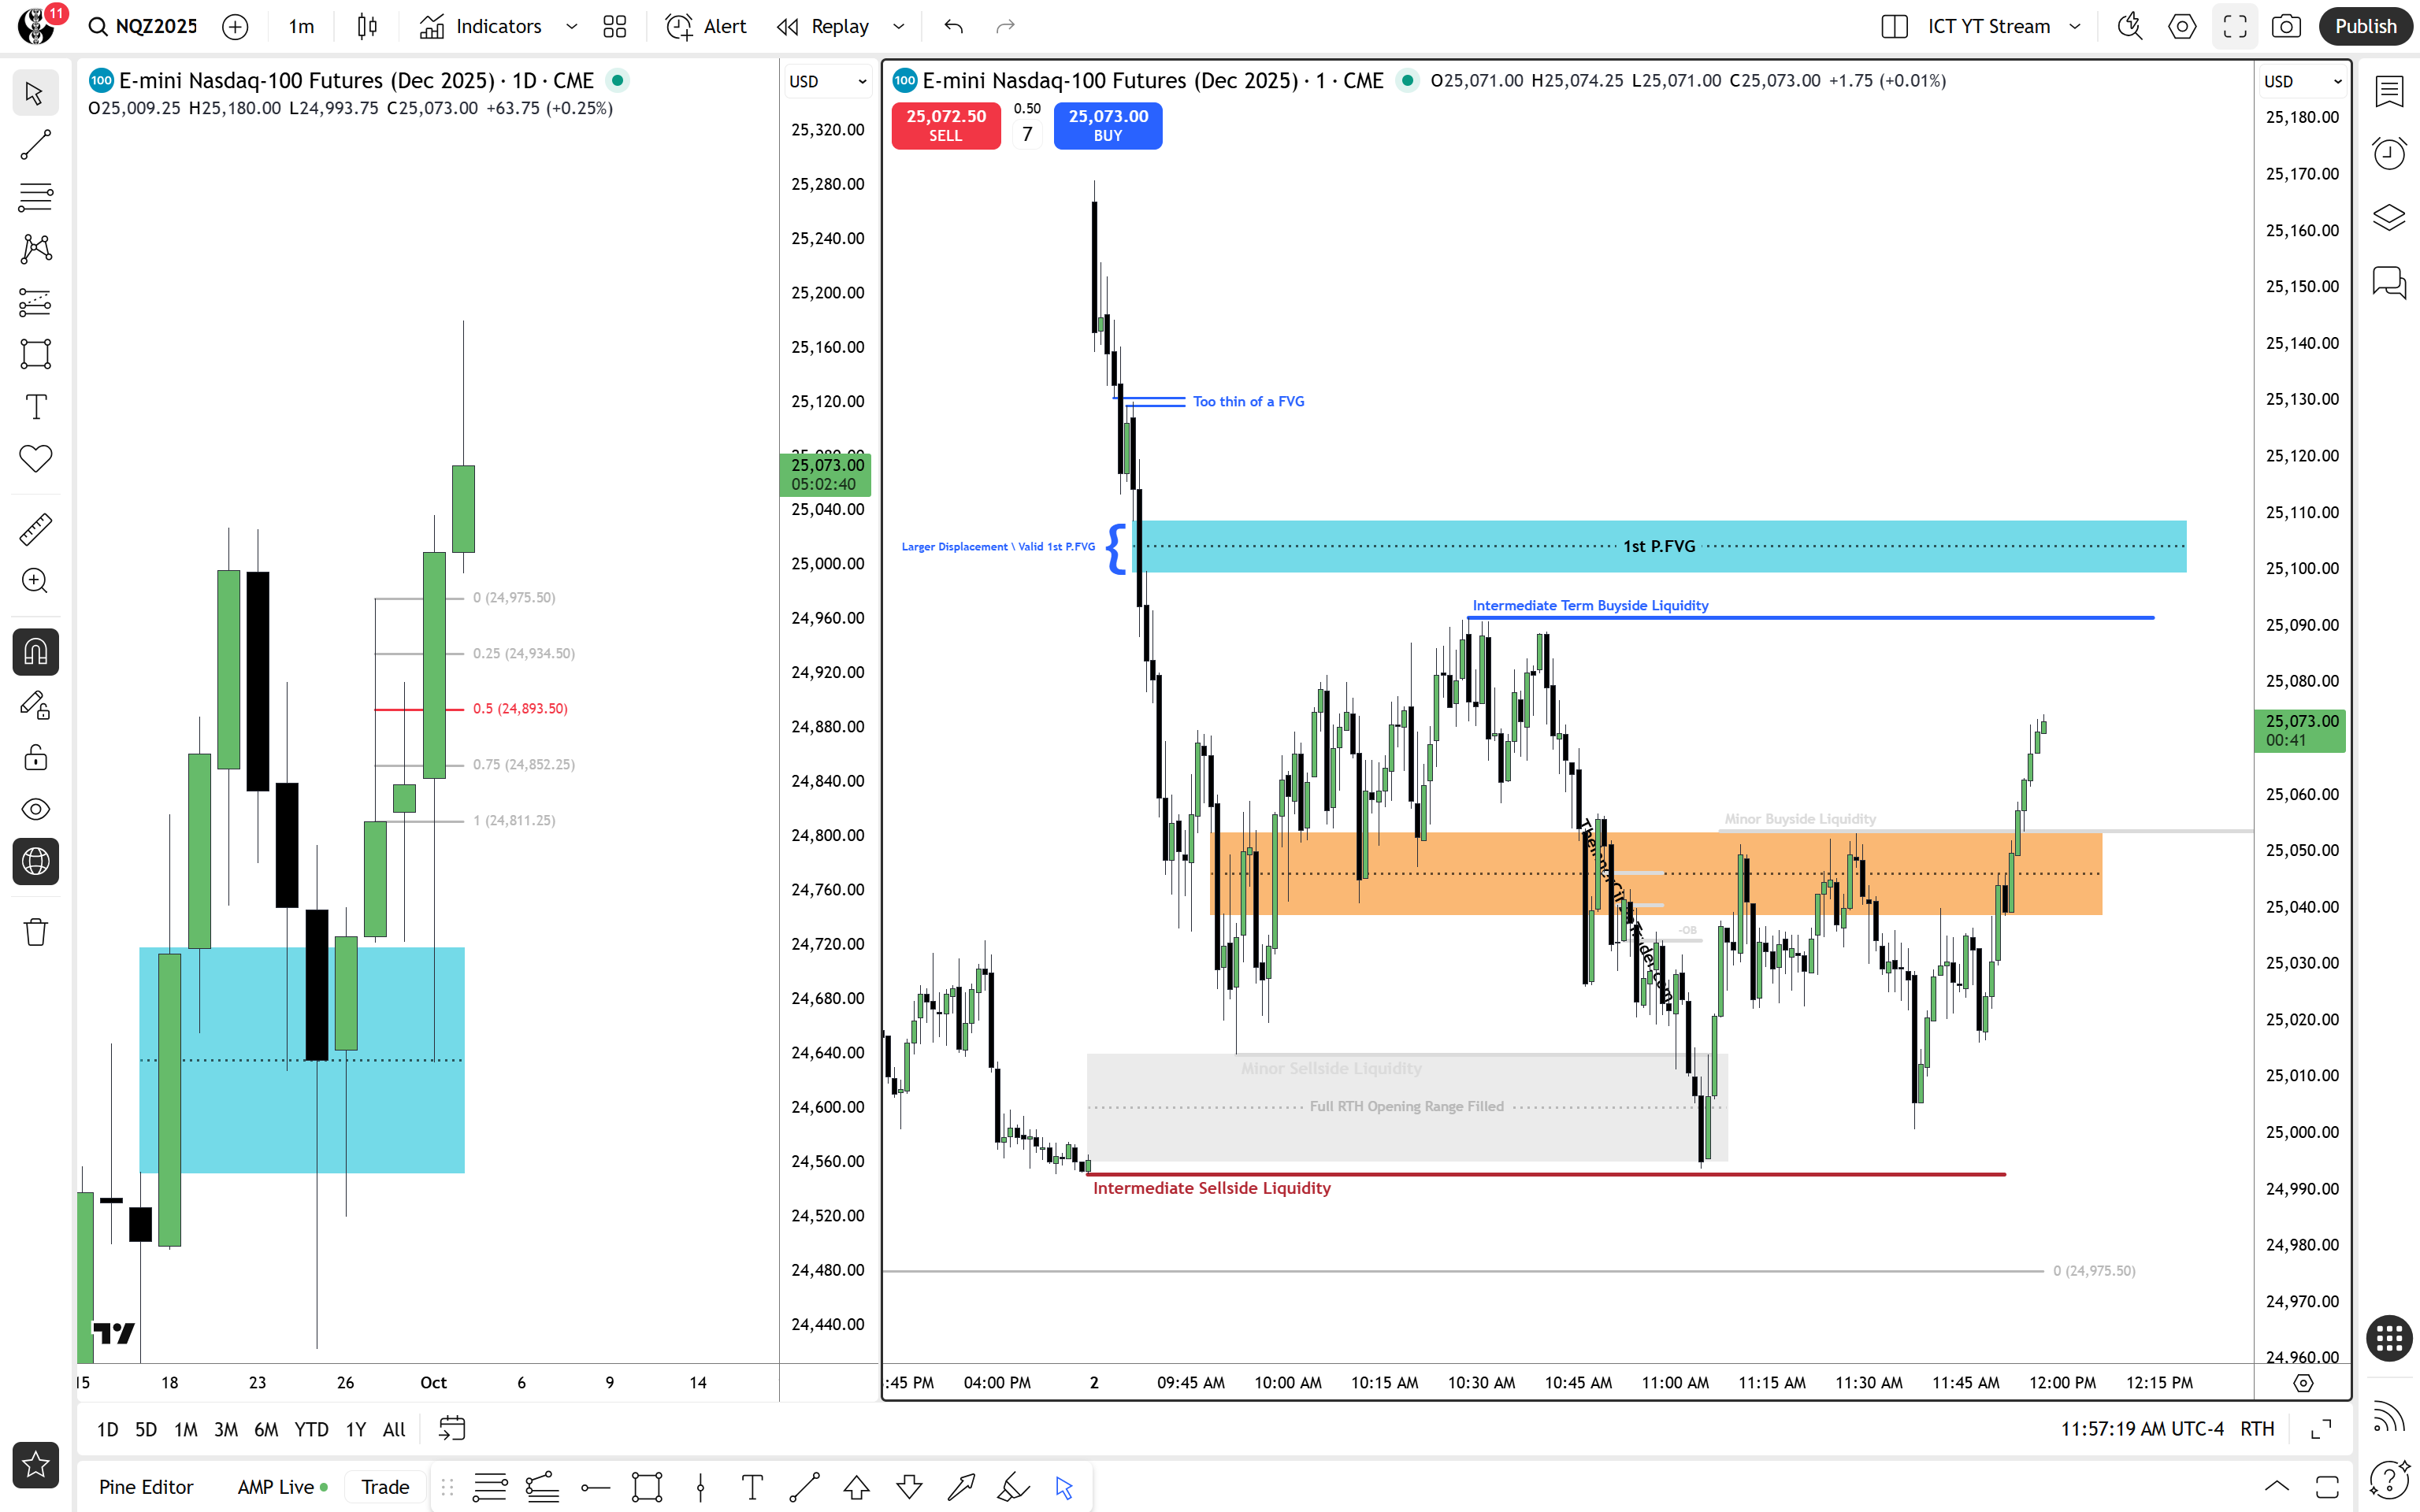 11
NQZ2025
1m
Indicators
Alert
Replay
ICT YT Stream
Publish
100 E-mini Nasdaq-100 Futures (Dec 2025) · 1D · CME
O25,009.25 H25,180.00 L24,993.75 C25,073.00 +63.75 (+0.25%)
USD
25,320.00
25,280.00
25,240.00
25,200.00
25,160.00
25,120.00
25,073.00
05:02:40
25,040.00
25,000.00
24,960.00
24,920.00
24,880.00
24,840.00
24,800.00
24,760.00
24,720.00
24,680.00
24,640.00
24,600.00
24,560.00
24,520.00
24,480.00
24,440.00
0 (24,975.50)
0.25 (24,934.50)
0.5 (24,893.50)
0.75 (24,852.25)
1 (24,811.25)
15 18 23 26 Oct 6 9 14
100 E-mini Nasdaq-100 Futures (Dec 2025) · 1 · CME O25,071.00 H25,074.25 L25,071.00 C25,073.00 +1.75 (+0.01%)
25,072.50
SELL
0.50
7
25,073.00
BUY
USD
25,180.00
25,170.00
25,160.00
25,150.00
25,140.00
25,130.00
25,120.00
25,110.00
25,100.00
25,090.00
25,080.00
25,073.00
00:41
25,060.00
25,050.00
25,040.00
25,030.00
25,020.00
25,010.00
25,000.00
24,990.00
24,980.00
24,970.00
24,960.00
Too thin of a FVG
Larger Displacement \ Valid 1st P.FVG
{
1st P.FVG
Intermediate Term Buyside Liquidity
Minor Buyside Liquidity
-OB
Minor Sellside Liquidity
Full RTH Opening Range Filled
Intermediate Sellside Liquidity
0 (24,975.50)
:45 PM 04:00 PM 2 09:45 AM 10:00 AM 10:15 AM 10:30 AM 10:45 AM 11:00 AM 11:15 AM 11:30 AM 11:45 AM 12:00 PM 12:15 PM
1D 5D 1M 3M 6M YTD 1Y All
11:57:19 AM UTC-4 RTH
Pine Editor
AMP Live
Trade